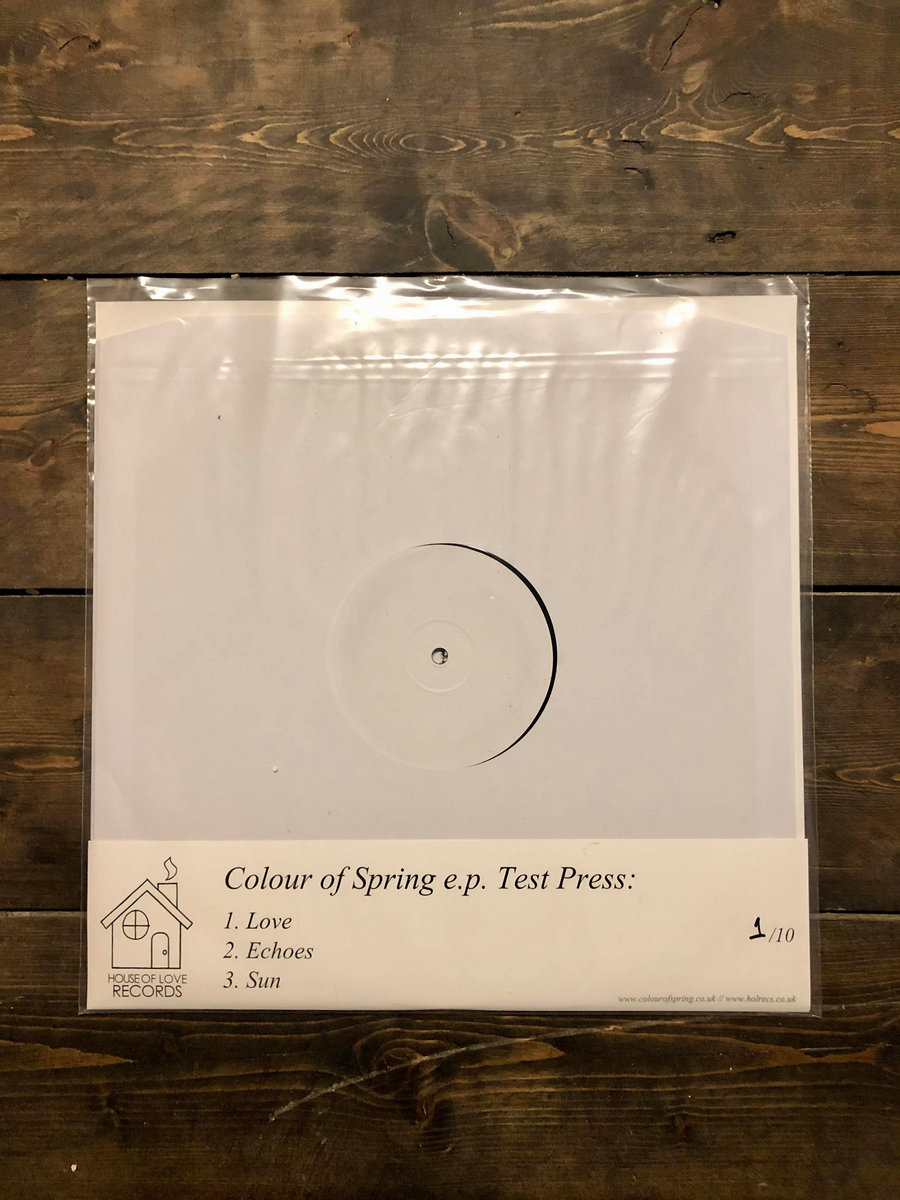 Colour of Spring e.p. Test Press:
1. Love
2. Echoes
3. Sun
1/10
HOUSE OF LOVE
RECORDS
www.colourofspring.co.uk // www.holrecs.co.uk